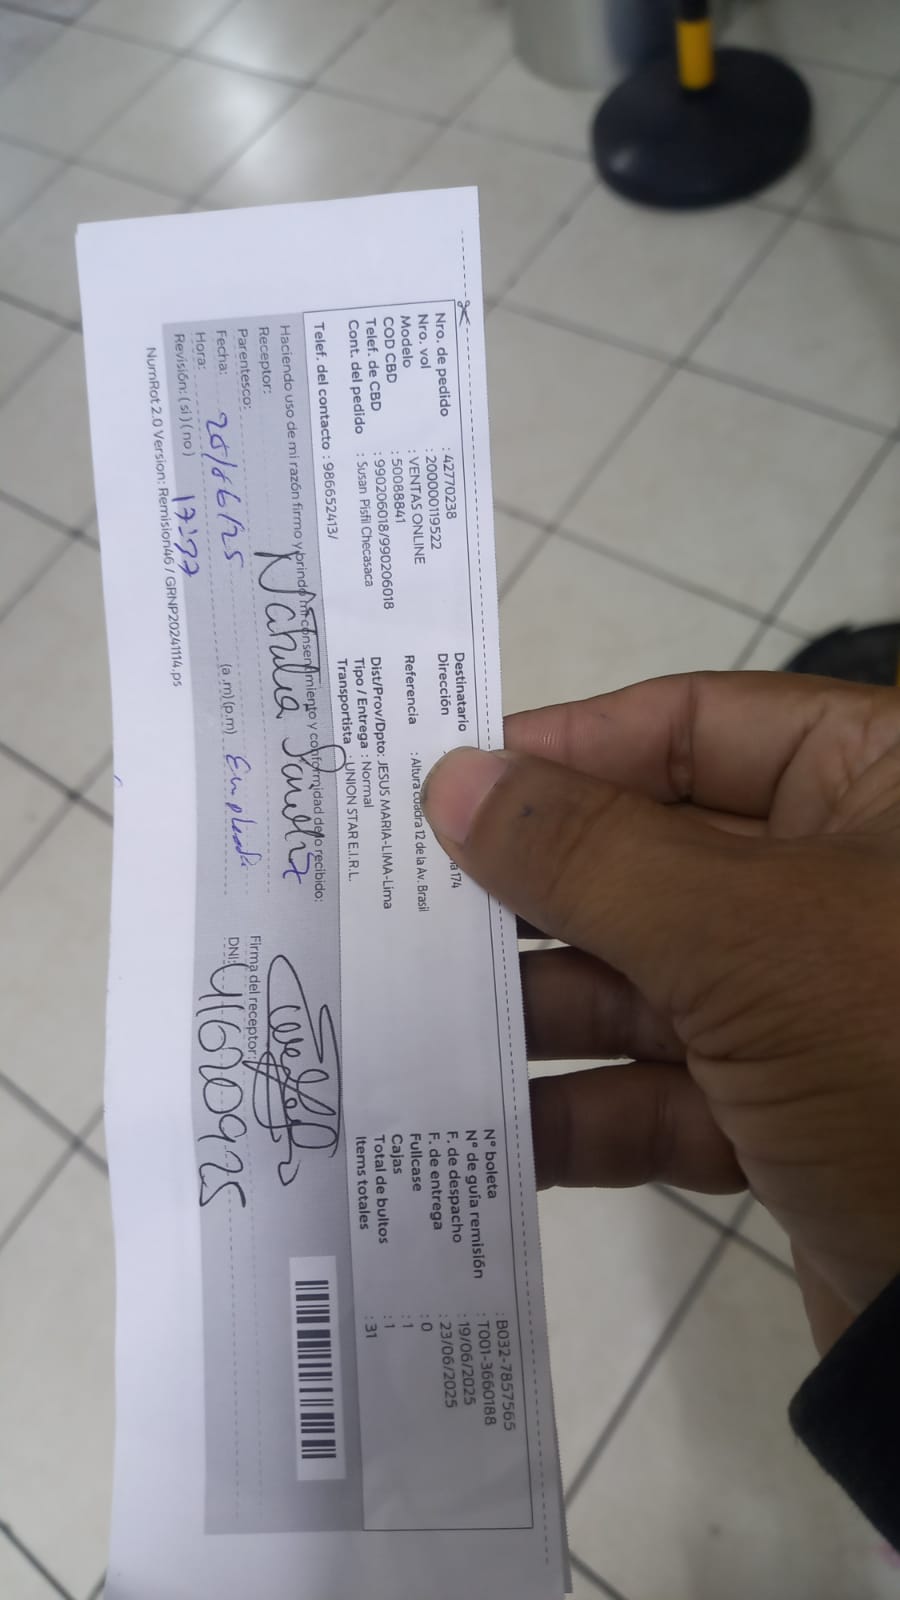 Nro. de pedido : 42770238
Nro. vol : 200000119522
Modelo : VENTAS ONLINE
COD CBD : 50088841
Telef. de CBD : 990206018/990206018
Cont. del pedido : Susan Pisfil Checasaca
Telef. del contacto : 986652413/
Destinatario
Dirección : 174
Referencia : Altura cuadra 12 de la Av. Brasil
Dist/Prov/Dpto: JESUS MARIA-LIMA-Lima
Tipo / Entrega : Normal
Transportista : UNION STAR E.I.R.L.
N° boleta : B032-7857565
N° de guía remisión : T001-3660188
F. de despacho : 19/06/2025
F. de entrega : 23/06/2025
Fullcase : 0
Cajas : 1
Total de bultos : 1
Items totales : 31
Haciendo uso de mi razón firmo y brindo mi consentimiento y conformidad de lo recibido:
Receptor:
Parentesco:
Fecha: (a.m)(p.m)
Hora:
Revisión: (si) (no)
Firma del receptor:
DNI: 41620925
NumRot 2.0 Version: Remision46 / GRNP20241114.ps